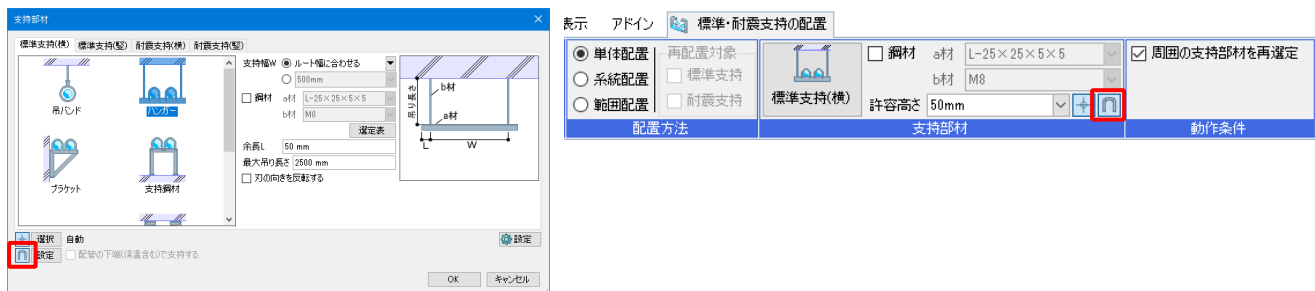 支持部材
標準支持(横) 標準支持(竪) 耐震支持(横) 耐震支持(竪)
吊バンド
ハンガー
ブラケット
支持鋼材
支持幅W ルート幅に合わせる
500mm
鋼材 a材 L-25×25×5×5
b材 M8
選定表
余長L 50 mm
最大吊り長さ 2500 mm
刃の向きを反転する
吊り長さ
b材
a材
L W
選択 自動
設定
設定 配管の下端(保温含む)で支持する
OK キャンセル
表示 アドイン 標準・耐震支持の配置
単体配置
系統配置
範囲配置
再配置対象
標準支持
耐震支持
配置方法
標準支持(横)
鋼材 a材 L-25×25×5×5
b材 M8
許容高さ 50mm
支持部材
周囲の支持部材を再選定
動作条件